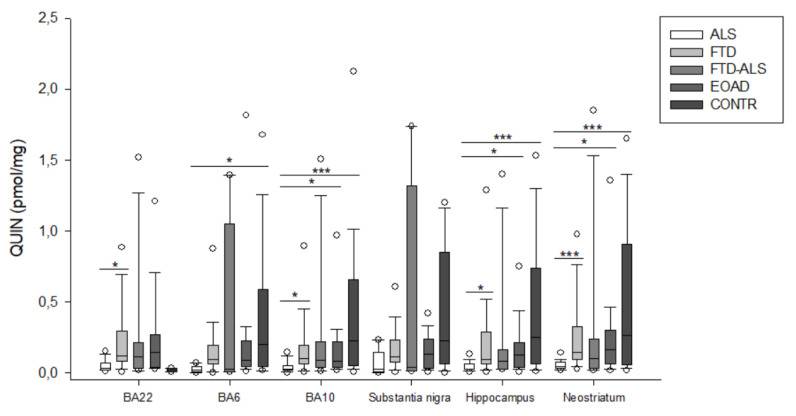 2,5
2,0
1,5
1,0
0,5
0,0
QUIN (pmol/mg)
ALS
FTD
FTD-ALS
EOAD
CONTR
*
*
***
*
*
***
*
*
***
*
***
BA22 BA6 BA10 Substantia nigra Hippocampus Neostriatum